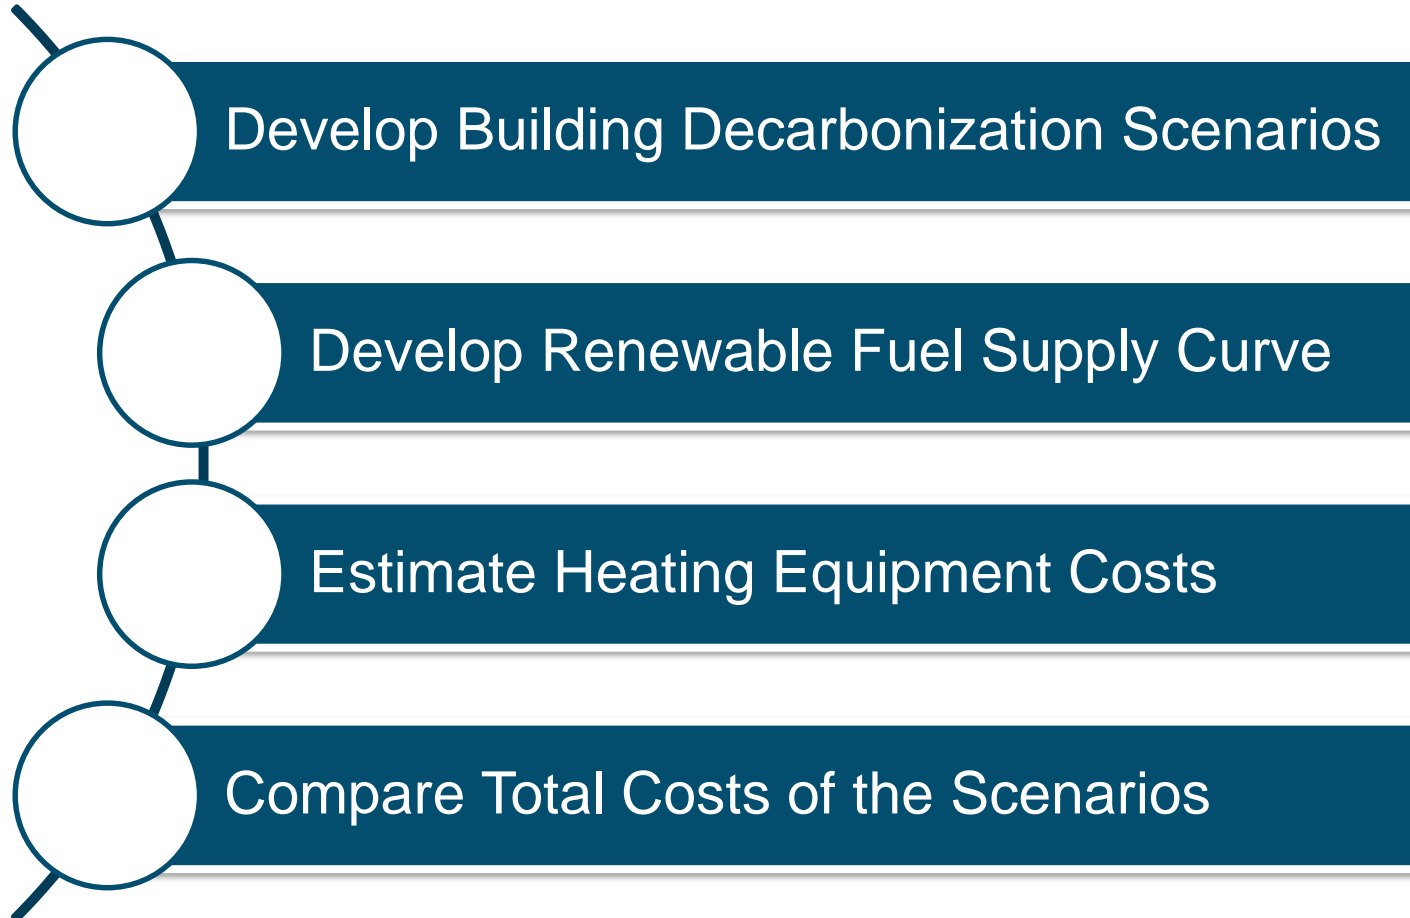 Develop Building Decarbonization Scenarios
Develop Renewable Fuel Supply Curve
Estimate Heating Equipment Costs
Compare Total Costs of the Scenarios